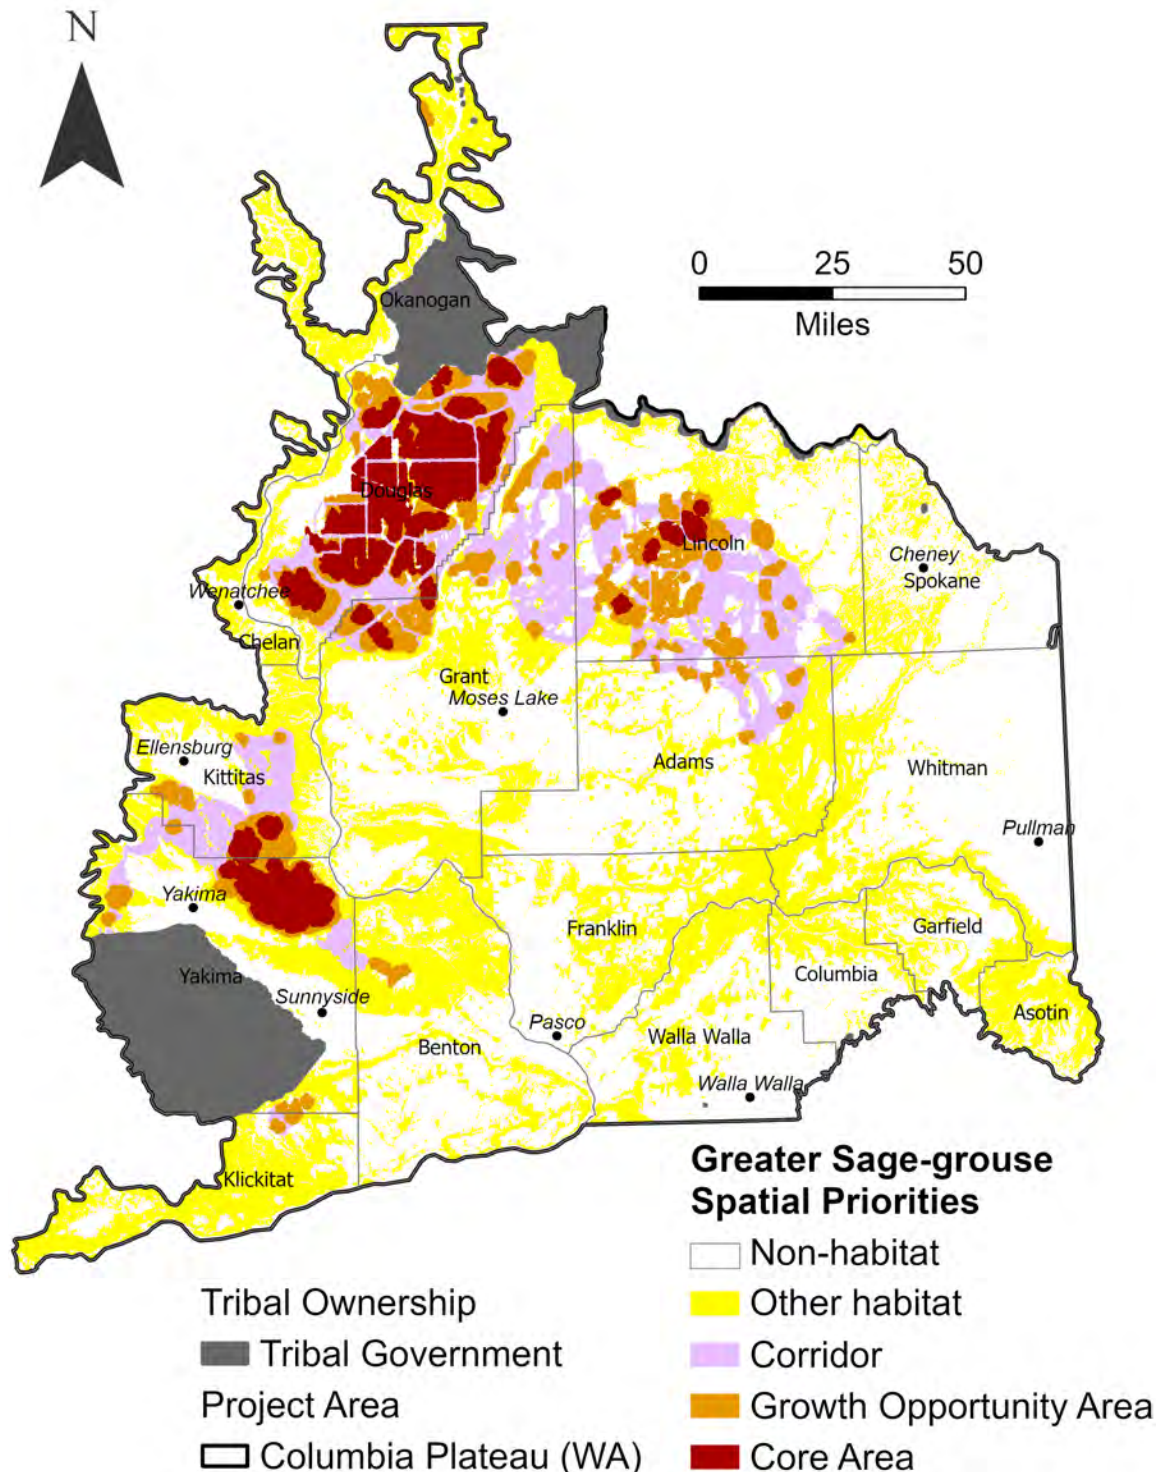 N
0 25 50
Miles
Okanogan
Douglas
Lincoln
Cheney
Spokane
Wenatchee
Chelan
Grant
Moses Lake
Ellensburg
Kittitas
Adams
Whitman
Pullman
Yakima
Franklin
Garfield
Yakima
Columbia
Sunnyside
Asotin
Pasco
Walla Walla
Benton
Walla Walla
Klickitat
Greater Sage-grouse
Spatial Priorities
Non-habitat
Other habitat
Corridor
Growth Opportunity Area
Core Area
Tribal Ownership
Tribal Government
Project Area
Columbia Plateau (WA)